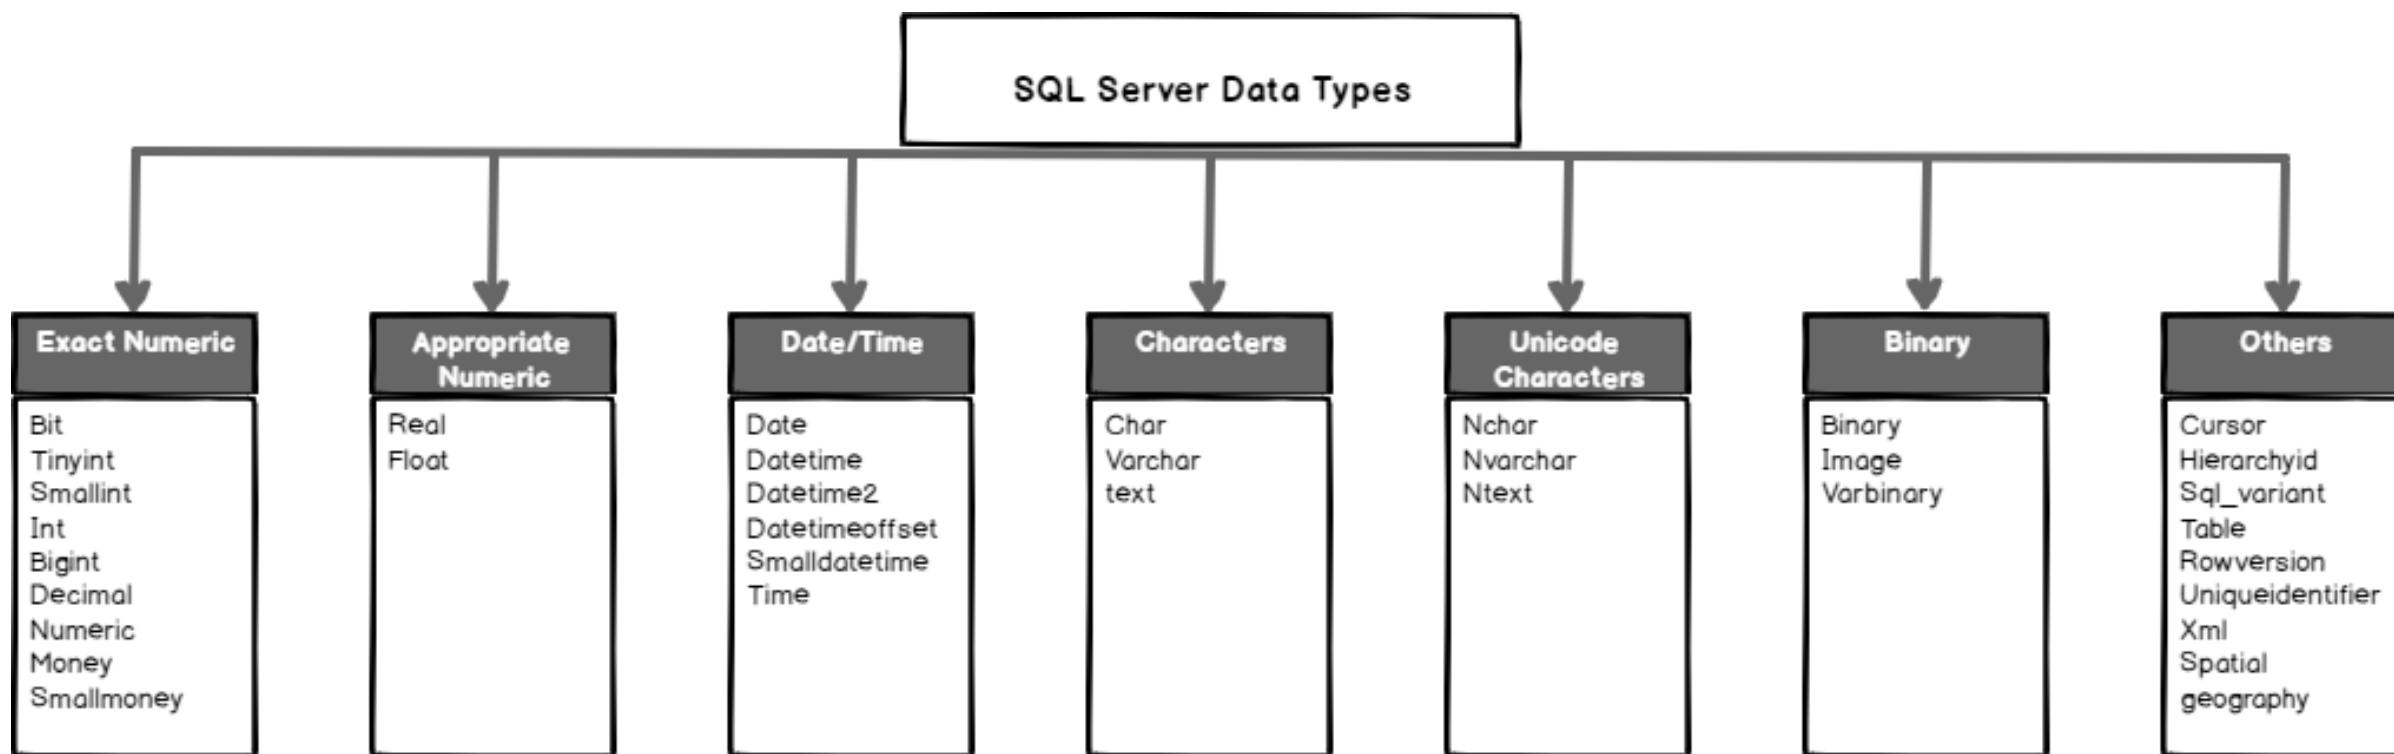 SQL Server Data Types
Exact Numeric
Bit
Tinyint
Smallint
Int
Bigint
Decimal
Numeric
Money
Smallmoney
Appropriate
Numeric
Real
Float
Date/Time
Date
Datetime
Datetime2
Datetimeoffset
Smalldatetime
Time
Characters
Char
Varchar
text
Unicode
Characters
Nchar
Nvarchar
Ntext
Binary
Binary
Image
Varbinary
Others
Cursor
Hierarchyid
Sql_variant
Table
Rowversion
Uniqueidentifier
Xml
Spatial
geography